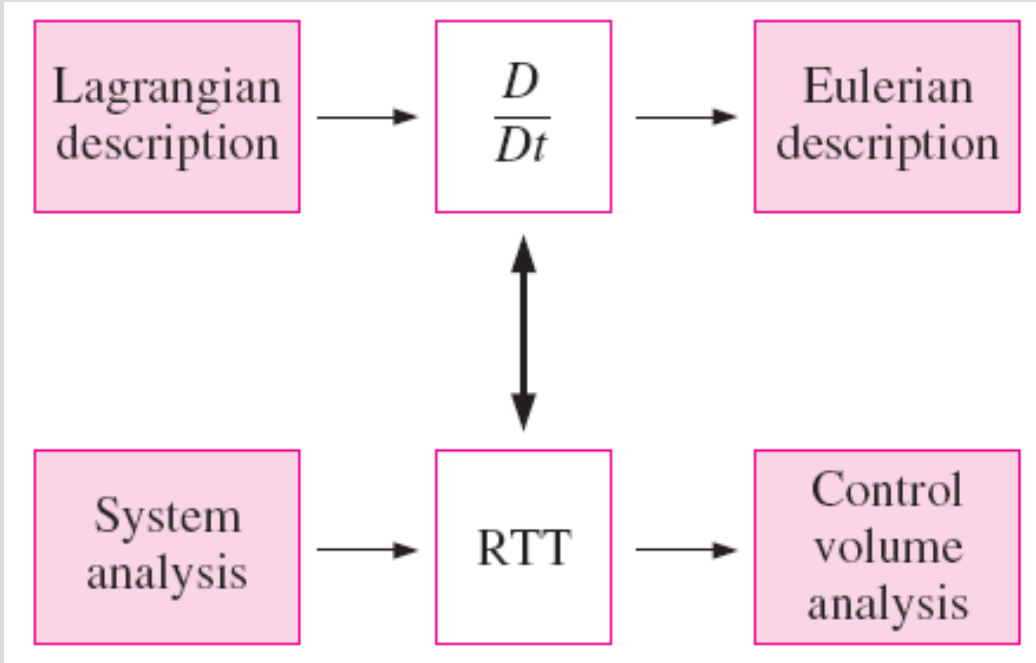 Lagrangian
description
D
Dt
Eulerian
description
System
analysis
RTT
Control
volume
analysis